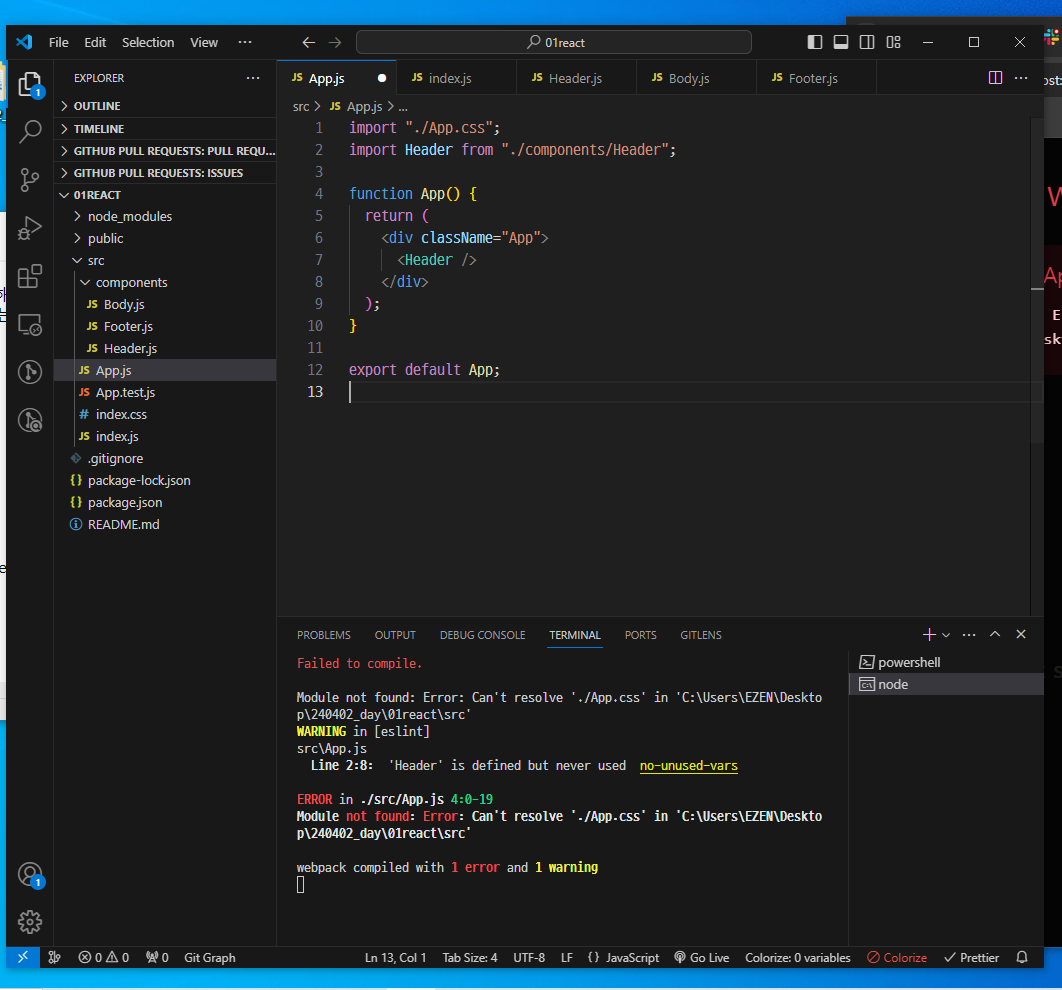 File Edit Selection View ··· 01react
EXPLORER ···
OUTLINE
TIMELINE
GITHUB PULL REQUESTS: PULL REQU...
GITHUB PULL REQUESTS: ISSUES
01REACT
node_modules
public
src
components
JS Body.js
JS Footer.js
JS Header.js
JS App.js
JS App.test.js
# index.css
JS index.js
.gitignore
{} package-lock.json
{} package.json
README.md
1
1
JS App.js JS index.js JS Header.js JS Body.js JS Footer.js ···
src > JS App.js > ...
1 import "./App.css";
2 import Header from "./components/Header";
3
4 function App() {
5 return (
6 <div className="App">
7 <Header />
8 </div>
9 );
10 }
11
12 export default App;
13
PROBLEMS OUTPUT DEBUG CONSOLE TERMINAL PORTS GITLENS ···
powershell
node
Failed to compile.
Module not found: Error: Can't resolve './App.css' in 'C:\Users\EZEN\Deskto
p\240402_day\01react\src'
WARNING in [eslint]
src\App.js
Line 2:8: 'Header' is defined but never used no-unused-vars
ERROR in ./src/App.js 4:0-19
Module not found: Error: Can't resolve './App.css' in 'C:\Users\EZEN\Deskto
p\240402_day\01react\src'
webpack compiled with 1 error and 1 warning
0 0 0 Git Graph Ln 13, Col 1 Tab Size: 4 UTF-8 LF {} JavaScript Go Live Colorize: 0 variables Colorize Prettier
ost:
W
Ap
E
sk